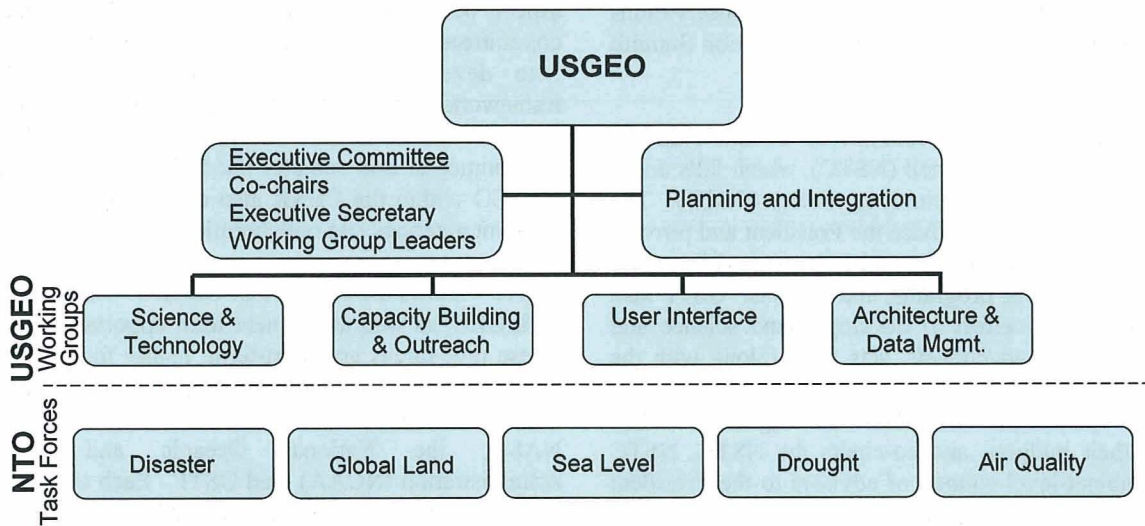 USGEO
Executive Committee
Co-chairs
Executive Secretary
Working Group Leaders
Planning and Integration
USGEO
Working
Groups
Science &
Technology
Capacity Building
& Outreach
User Interface
Architecture &
Data Mgmt.
NTO
Task Forces
Disaster
Global Land
Sea Level
Drought
Air Quality